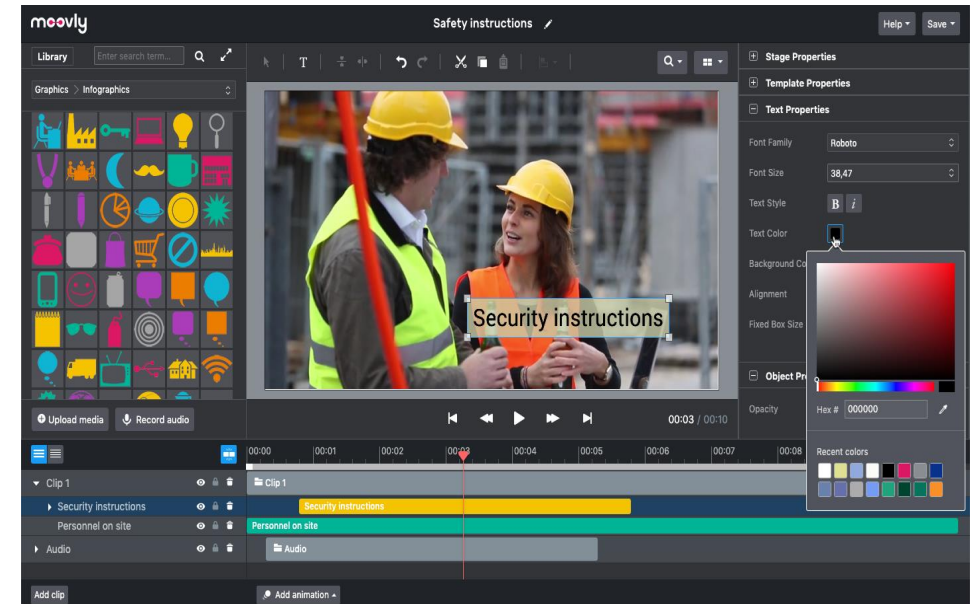 moovly
Safety instructions
Help
Save
Library
Enter search term...
T
Stage Properties
Graphics > Infographics
Template Properties
Text Properties
Font Family
Roboto
Font Size
38,47
Text Style
B i
Text Color
Background Co
Alignment
Fixed Box Size
Security instructions
Object Pr
Opacity
Hex # 000000
Upload media
Record audio
00:03 / 00:10
Recent colors
00:00 00:01 00:02 00:03 00:04 00:05 00:06 00:07 00:08
Clip 1
Clip 1
Security instructions
Security instructions
Personnel on site
Personnel on site
Audio
Audio
Add clip
Add animation